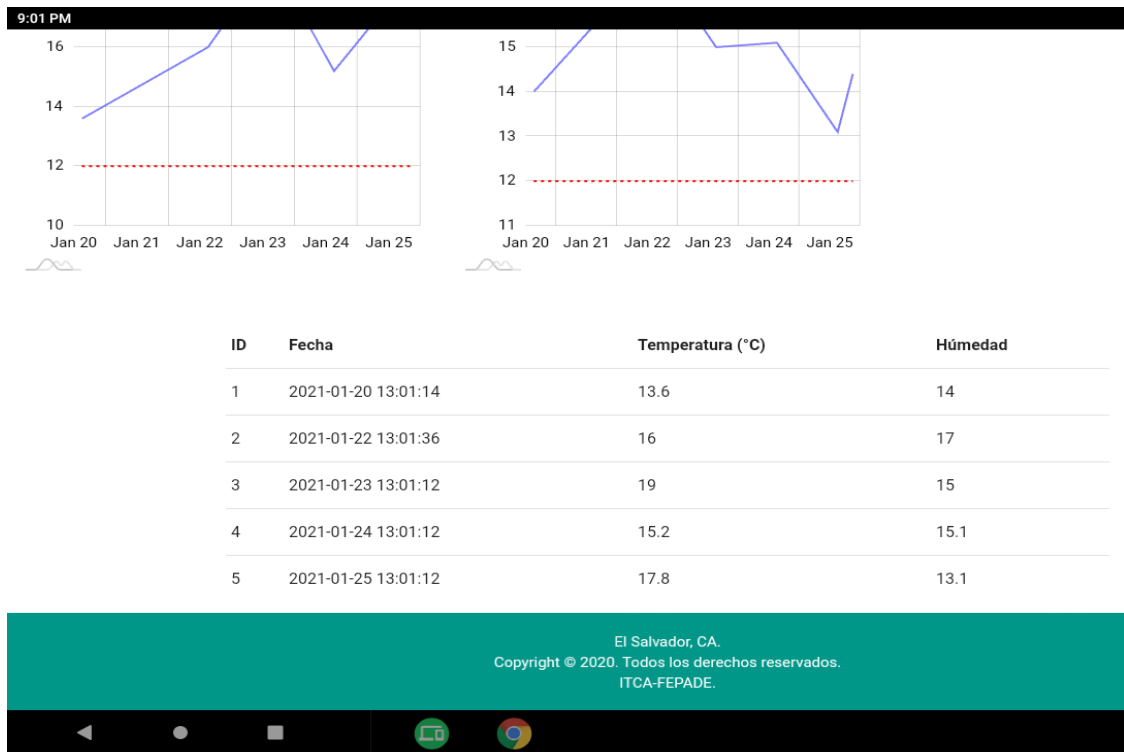 9:01 PM
16
14
12
10
Jan 20 Jan 21 Jan 22 Jan 23 Jan 24 Jan 25
15
14
13
12
11
Jan 20 Jan 21 Jan 22 Jan 23 Jan 24 Jan 25
ID Fecha Temperatura (°C) Húmedad
1 2021-01-20 13:01:14 13.6 14
2 2021-01-22 13:01:36 16 17
3 2021-01-23 13:01:12 19 15
4 2021-01-24 13:01:12 15.2 15.1
5 2021-01-25 13:01:12 17.8 13.1
El Salvador, CA.
Copyright © 2020. Todos los derechos reservados.
ITCA-FEPADE.